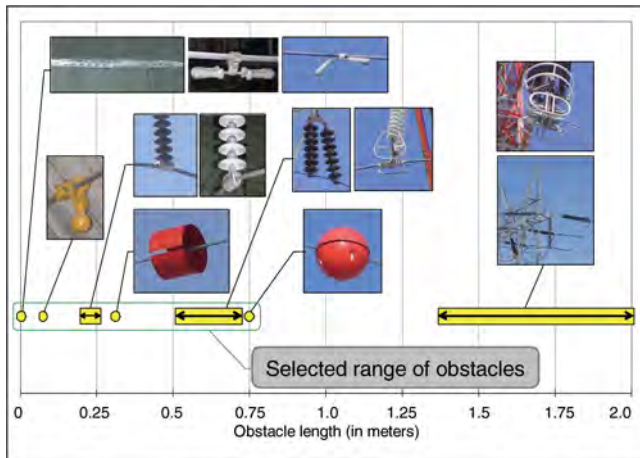 Selected range of obstacles
0 0.25 0.5 0.75 1.0 1.25 1.5 1.75 2.0
Obstacle length (in meters)